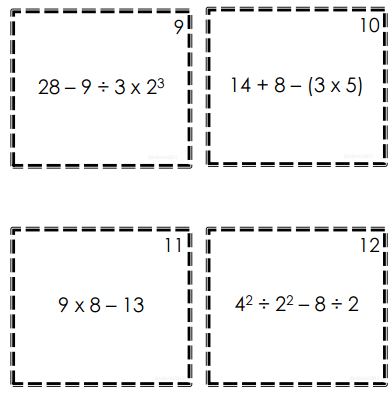 9
28 – 9 ÷ 3 x 2³
10
14 + 8 – (3 x 5)
11
9 x 8 – 13
12
4² ÷ 2² – 8 ÷ 2